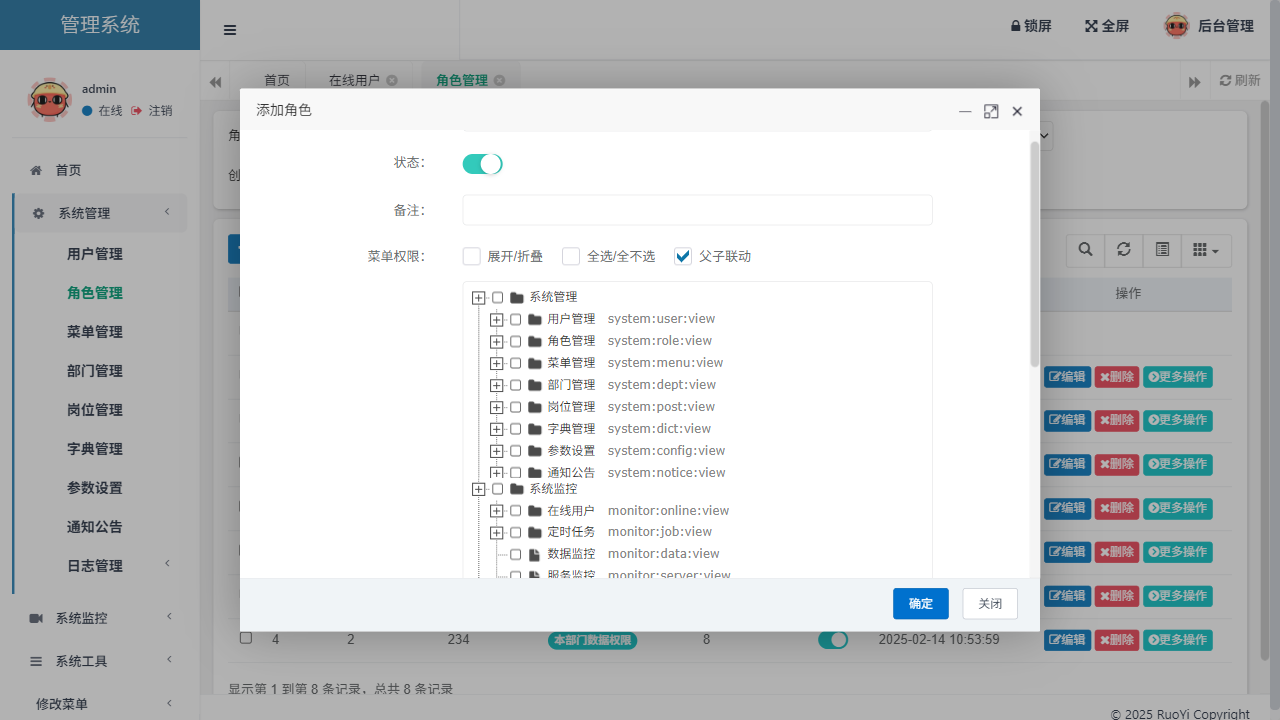 管理系统
锁屏
全屏
后台管理
首页
在线用户
角色管理
刷新
admin
在线
注销
首页
系统管理
用户管理
角色管理
菜单管理
部门管理
岗位管理
字典管理
参数设置
通知公告
日志管理
系统监控
系统工具
修改菜单
添加角色
状态:
备注:
菜单权限:
展开/折叠
全选/全不选
父子联动
系统管理
用户管理 system:user:view
角色管理 system:role:view
菜单管理 system:menu:view
部门管理 system:dept:view
岗位管理 system:post:view
字典管理 system:dict:view
参数设置 system:config:view
通知公告 system:notice:view
系统监控
在线用户 monitor:online:view
定时任务 monitor:job:view
数据监控 monitor:data:view
服务监控 monitor:server:view
确定
关闭
操作
编辑 删除 更多操作
编辑 删除 更多操作
编辑 删除 更多操作
编辑 删除 更多操作
编辑 删除 更多操作
编辑 删除 更多操作
4 2 234 本部门数据权限 8 2025-02-14 10:53:59 编辑 删除 更多操作
显示第 1 到第 8 条记录，总共 8 条记录
© 2025 RuoYi Copyright